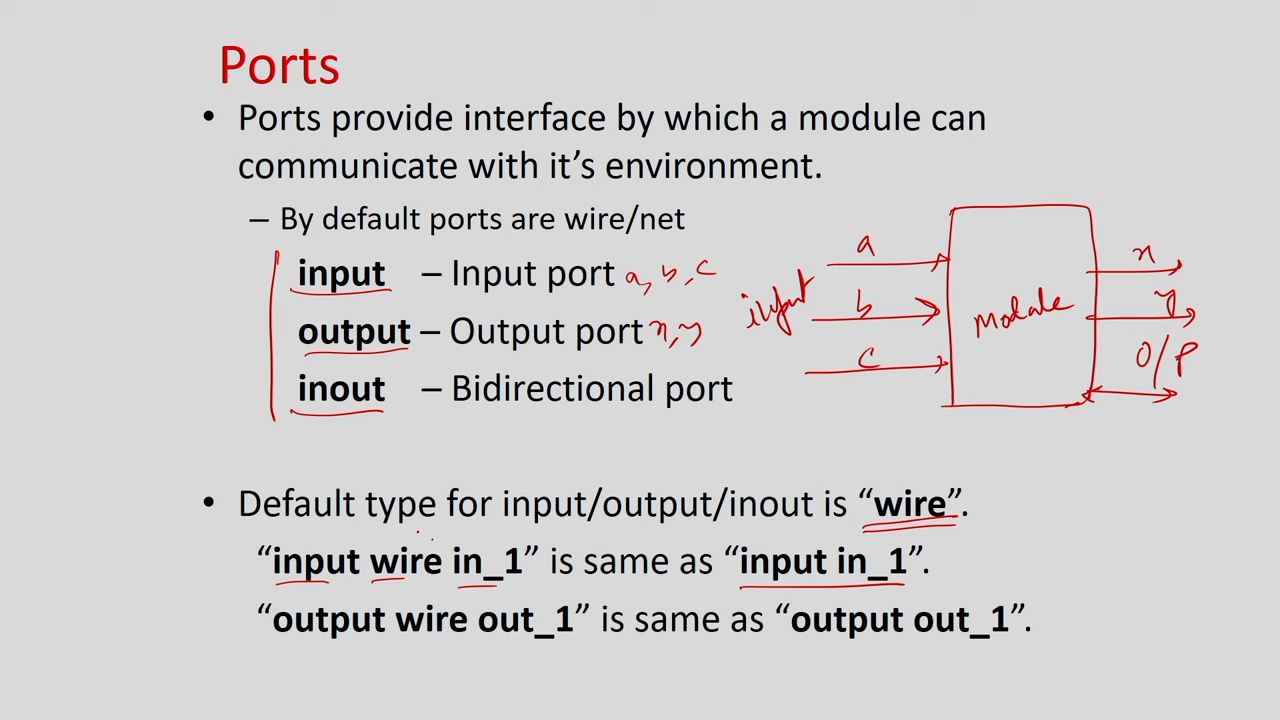 Ports
• Ports provide interface by which a module can
communicate with it’s environment.
– By default ports are wire/net
input – Input port a, b, c
output – Output port x, y
inout – Bidirectional port
input
a
b
c
Module
x
y
O/P
• Default type for input/output/inout is “wire”.
“input wire in_1” is same as “input in_1”.
“output wire out_1” is same as “output out_1”.